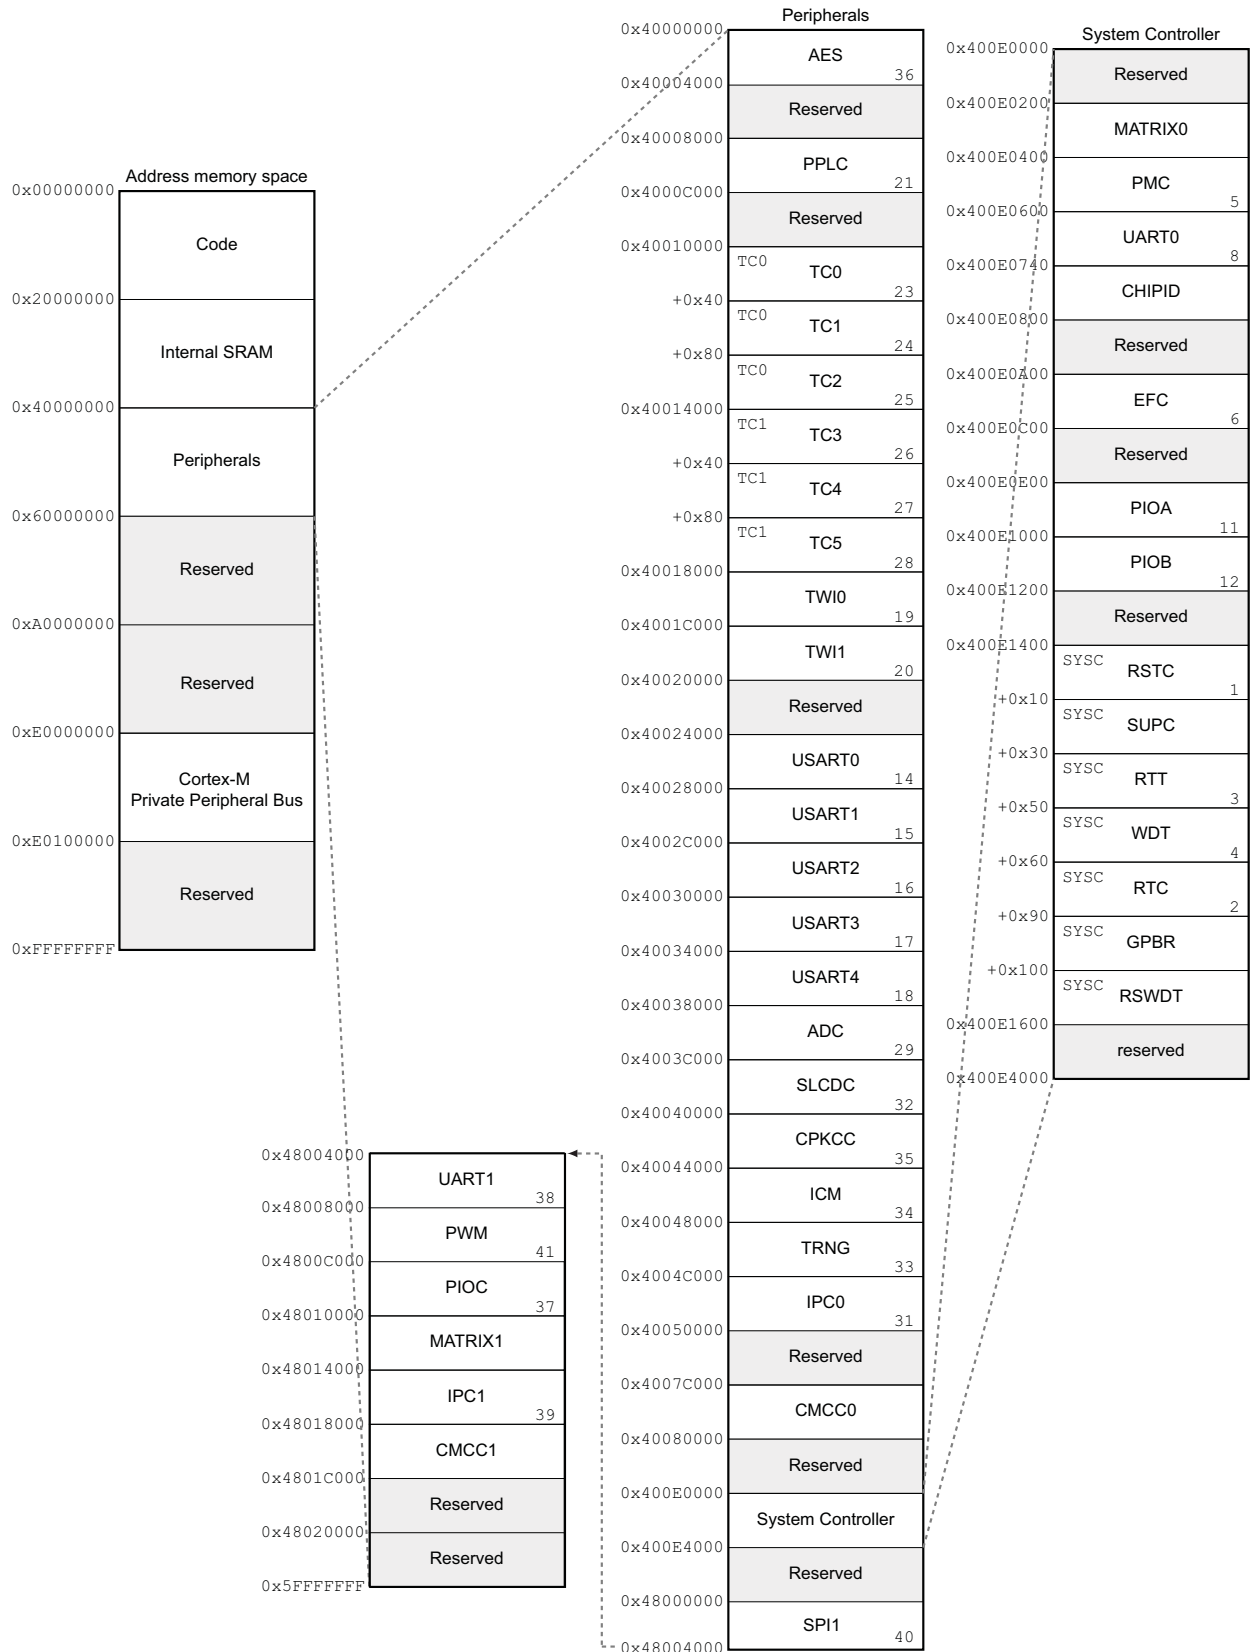 Address memory space
0x00000000
Code
0x20000000
Internal SRAM
0x40000000
Peripherals
0x60000000
Reserved
0xA0000000
Reserved
0xE0000000
Cortex-M
Private Peripheral Bus
0xE0100000
Reserved
0xFFFFFFFF
Peripherals
0x40000000
AES
36
0x40004000
Reserved
0x40008000
PPLC
21
0x4000C000
Reserved
0x40010000
TC0
TC0
23
+0x40
TC0
TC1
24
+0x80
TC0
TC2
25
0x40014000
TC1
TC3
26
+0x40
TC1
TC4
27
+0x80
TC1
TC5
28
0x40018000
TWI0
19
0x4001C000
TWI1
20
0x40020000
Reserved
0x40024000
USART0
14
0x40028000
USART1
15
0x4002C000
USART2
16
0x40030000
USART3
17
0x40034000
USART4
18
0x40038000
ADC
29
0x4003C000
SLCDC
32
0x40040000
CPKCC
35
0x40044000
ICM
34
0x40048000
TRNG
33
0x4004C000
IPC0
31
0x40050000
Reserved
0x4007C000
CMCC0
0x40080000
Reserved
0x400E0000
System Controller
0x400E4000
Reserved
0x48000000
SPI1
40
0x48004000
System Controller
0x400E0000
Reserved
0x400E0200
MATRIX0
0x400E0400
PMC
5
0x400E0600
UART0
8
0x400E0740
CHIPID
0x400E0800
Reserved
0x400E0A00
EFC
6
0x400E0C00
Reserved
0x400E0E00
PIOA
11
0x400E1000
PIOB
12
0x400E1200
Reserved
0x400E1400
SYSC
RSTC
1
+0x10
SYSC
SUPC
+0x30
SYSC
RTT
3
+0x50
SYSC
WDT
4
+0x60
SYSC
RTC
2
+0x90
SYSC
GPBR
+0x100
SYSC
RSWDT
0x400E1600
reserved
0x400E4000
0x48004000
UART1
38
0x48008000
PWM
41
0x4800C000
PIOC
37
0x48010000
MATRIX1
0x48014000
IPC1
39
0x48018000
CMCC1
0x4801C000
Reserved
0x48020000
Reserved
0x5FFFFFFF